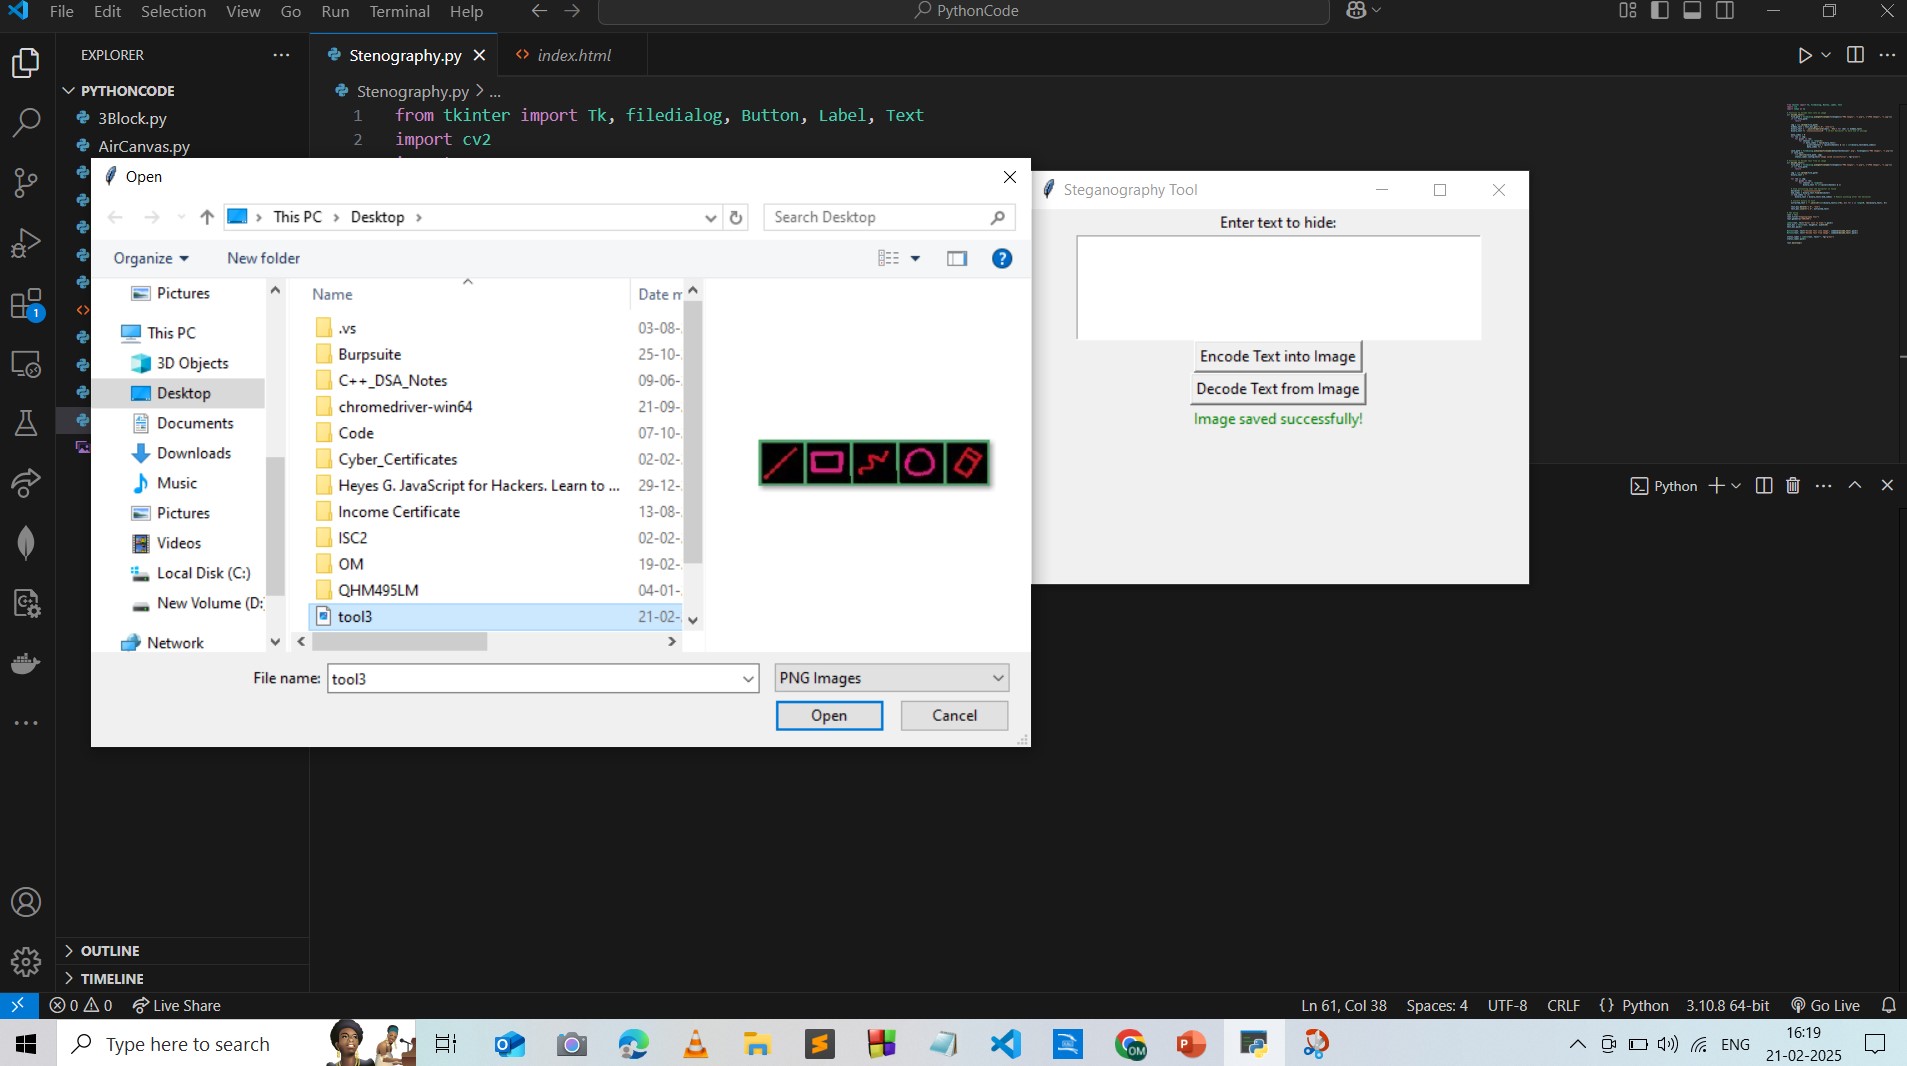 File Edit Selection View Go Run Terminal Help
PythonCode
EXPLORER
Stenography.py
index.html
PYTHONCODE
Stenography.py > ...
3Block.py
AirCanvas.py
1 from tkinter import Tk, filedialog, Button, Label, Text
2 import cv2
Open
This PC > Desktop >
Search Desktop
Organize
New folder
Pictures
This PC
3D Objects
Desktop
Documents
Downloads
Music
Pictures
Videos
Local Disk (C:)
New Volume (D:
Network
Name Date m
.vs 03-08-
Burpsuite 25-10-
C++_DSA_Notes 09-06-
chromedriver-win64 21-09-
Code 07-10-
Cyber_Certificates 02-02-
Heyes G. JavaScript for Hackers. Learn to ... 29-12-
Income Certificate 13-08-
ISC2 02-02-
OM 19-02-
QHM495LM 04-01-
tool3 21-02-
File name: tool3
PNG Images
Open Cancel
Steganography Tool
Enter text to hide:
Encode Text into Image
Decode Text from Image
Image saved successfully!
Python
1
OUTLINE
TIMELINE
0 0 Live Share
Ln 61, Col 38 Spaces: 4 UTF-8 CRLF {} Python 3.10.8 64-bit Go Live
Type here to search
OM
ENG
16:19
21-02-2025